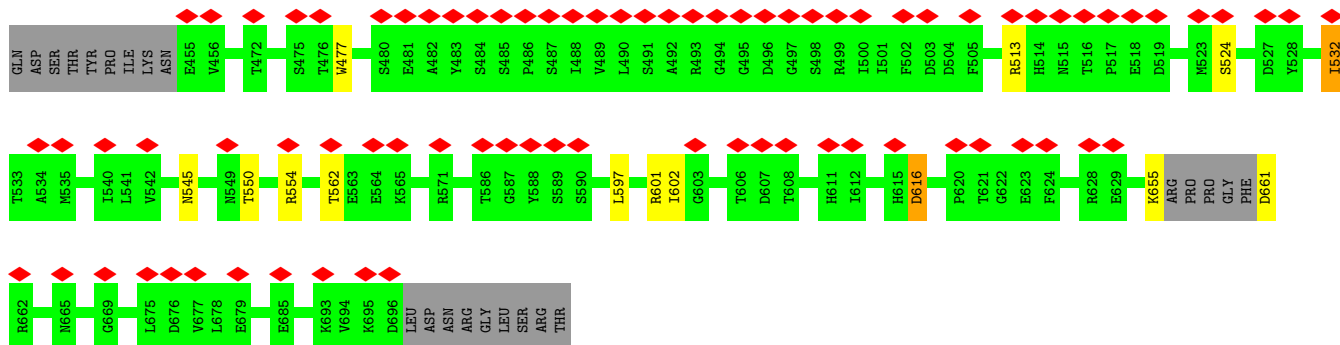 GLN ASP SER THR TYR PRO ILE LYS ASN E455 V456 T472 S475 T476 W477 S480 E481 A482 Y483 S484 S485 P486 S487 I488 V489 L490 S491 A492 R493 G494 G495 D496 G497 S498 R499 I500 I501 F502 D503 D504 F505 R513 H514 N515 T516 P517 E518 D519 M523 S524 D527 Y528 I532
T533 A534 M535 I540 L541 V542 N545 N549 T550 R554 T562 E563 E564 K565 R571 T586 G587 Y588 S589 S590 L597 R601 I602 G603 T606 D607 T608 H611 I612 H615 D616 P620 T621 G622 E623 F624 R628 E629 K655 ARG PRO PRO GLY PHE D661
R662 N665 G669 L675 D676 V677 L678 E679 E685 K693 V694 K695 D696 LEU ASP ASN ARG GLY LEU SER ARG THR